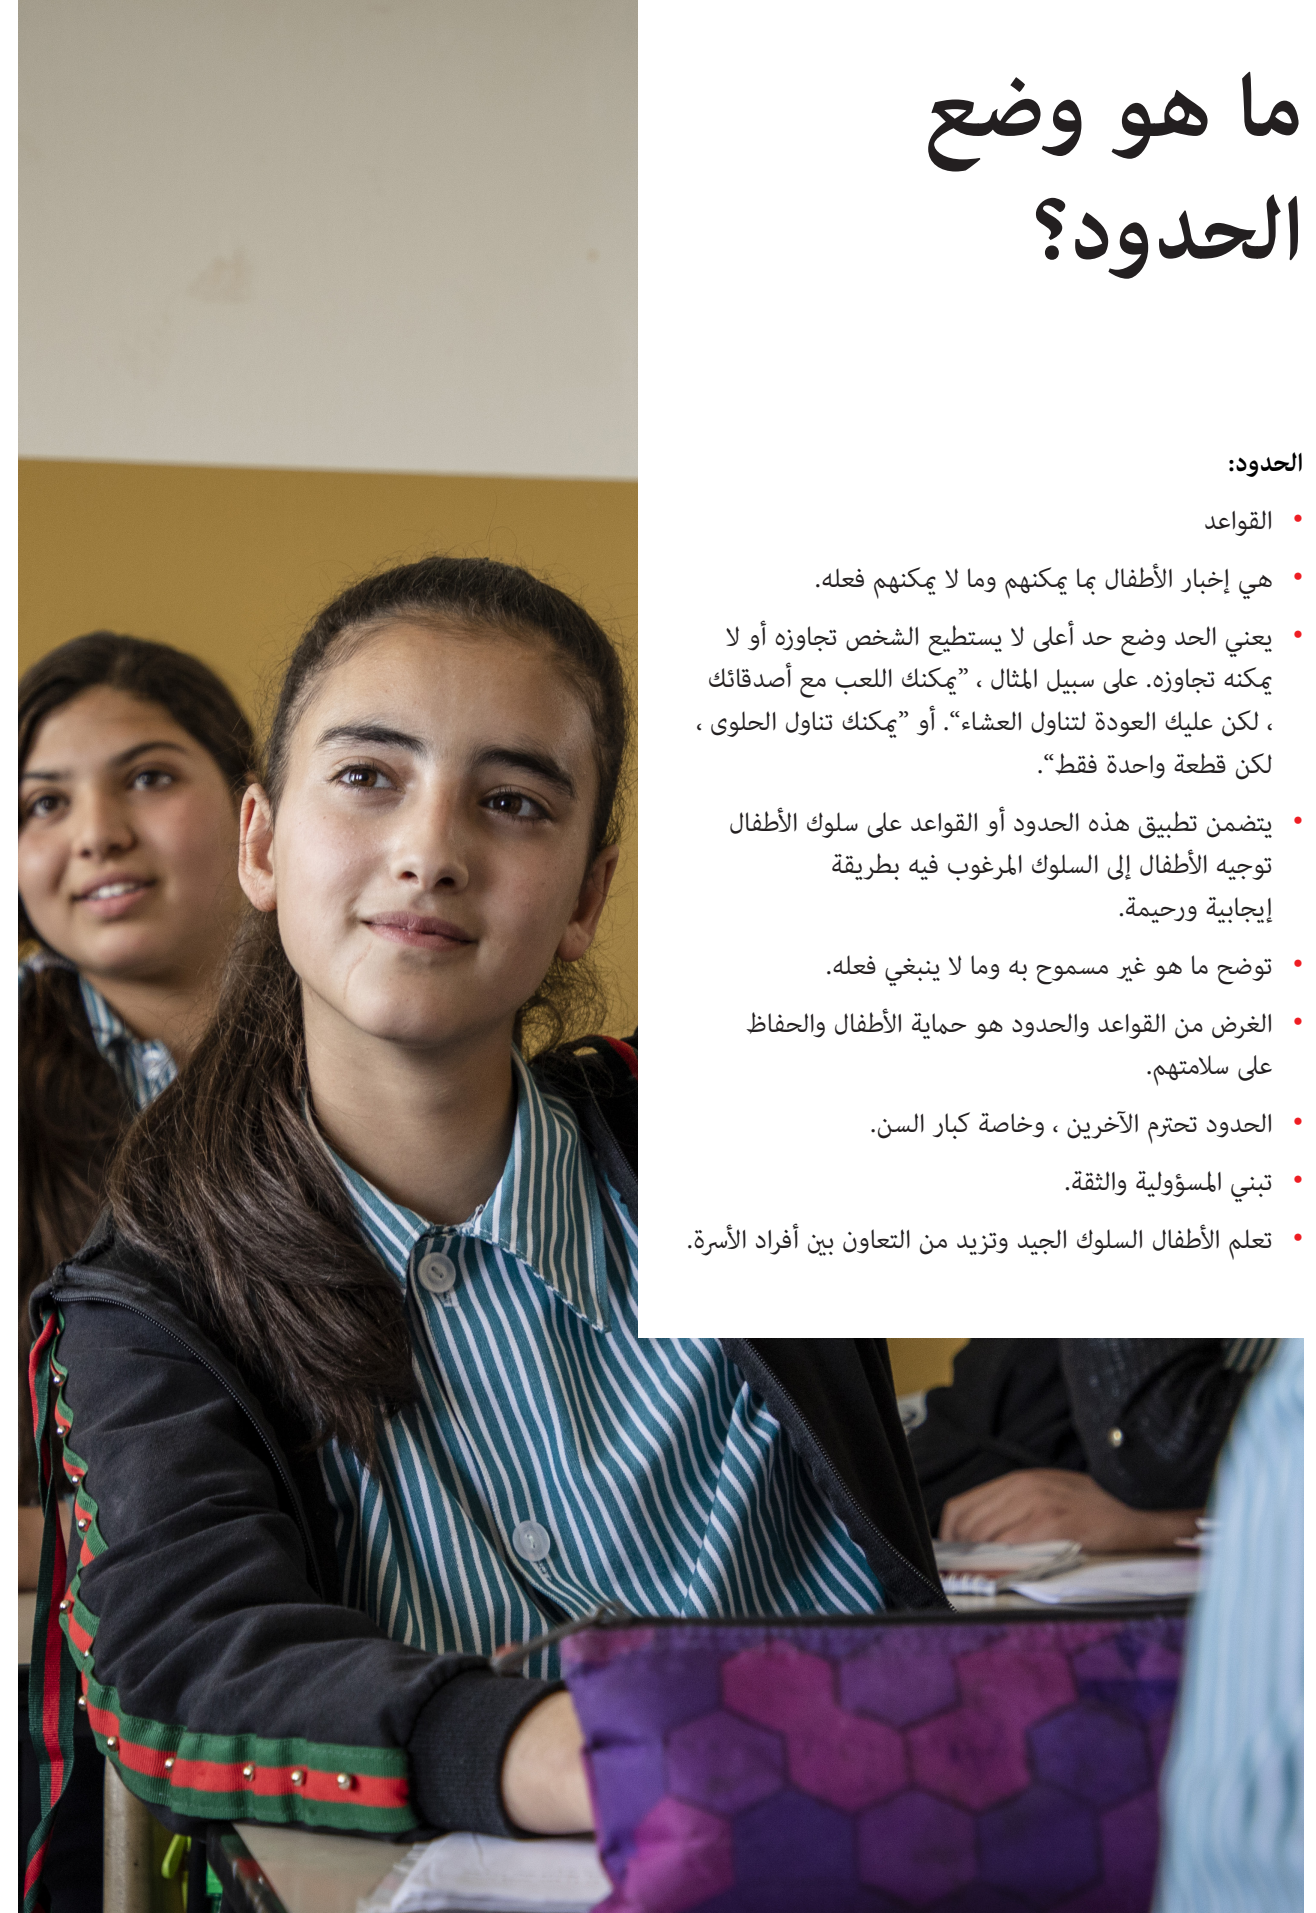 ما هو وضع
الحدود؟
الحدود:
• القواعد
• هي إخبار الأطفال بما يمكنهم وما لا يمكنهم فعله.
• يعني الحد وضع حد أعلى لا يستطيع الشخص تجاوزه أو لا
يمكنه تجاوزه. على سبيل المثال ، ”يمكنك اللعب مع أصدقائك
، لكن عليك العودة لتناول العشاء“. أو ”يمكنك تناول الحلوى ،
لكن قطعة واحدة فقط“.
• يتضمن تطبيق هذه الحدود أو القواعد على سلوك الأطفال
توجيه الأطفال إلى السلوك المرغوب فيه بطريقة
إيجابية ورحيمة.
• توضح ما هو غير مسموح به وما لا ينبغي فعله.
• الغرض من القواعد والحدود هو حماية الأطفال والحفاظ
على سلامتهم.
• الحدود تحترم الآخرين ، وخاصة كبار السن.
• تبني المسؤولية والثقة.
• تعلم الأطفال السلوك الجيد وتزيد من التعاون بين أفراد الأسرة.